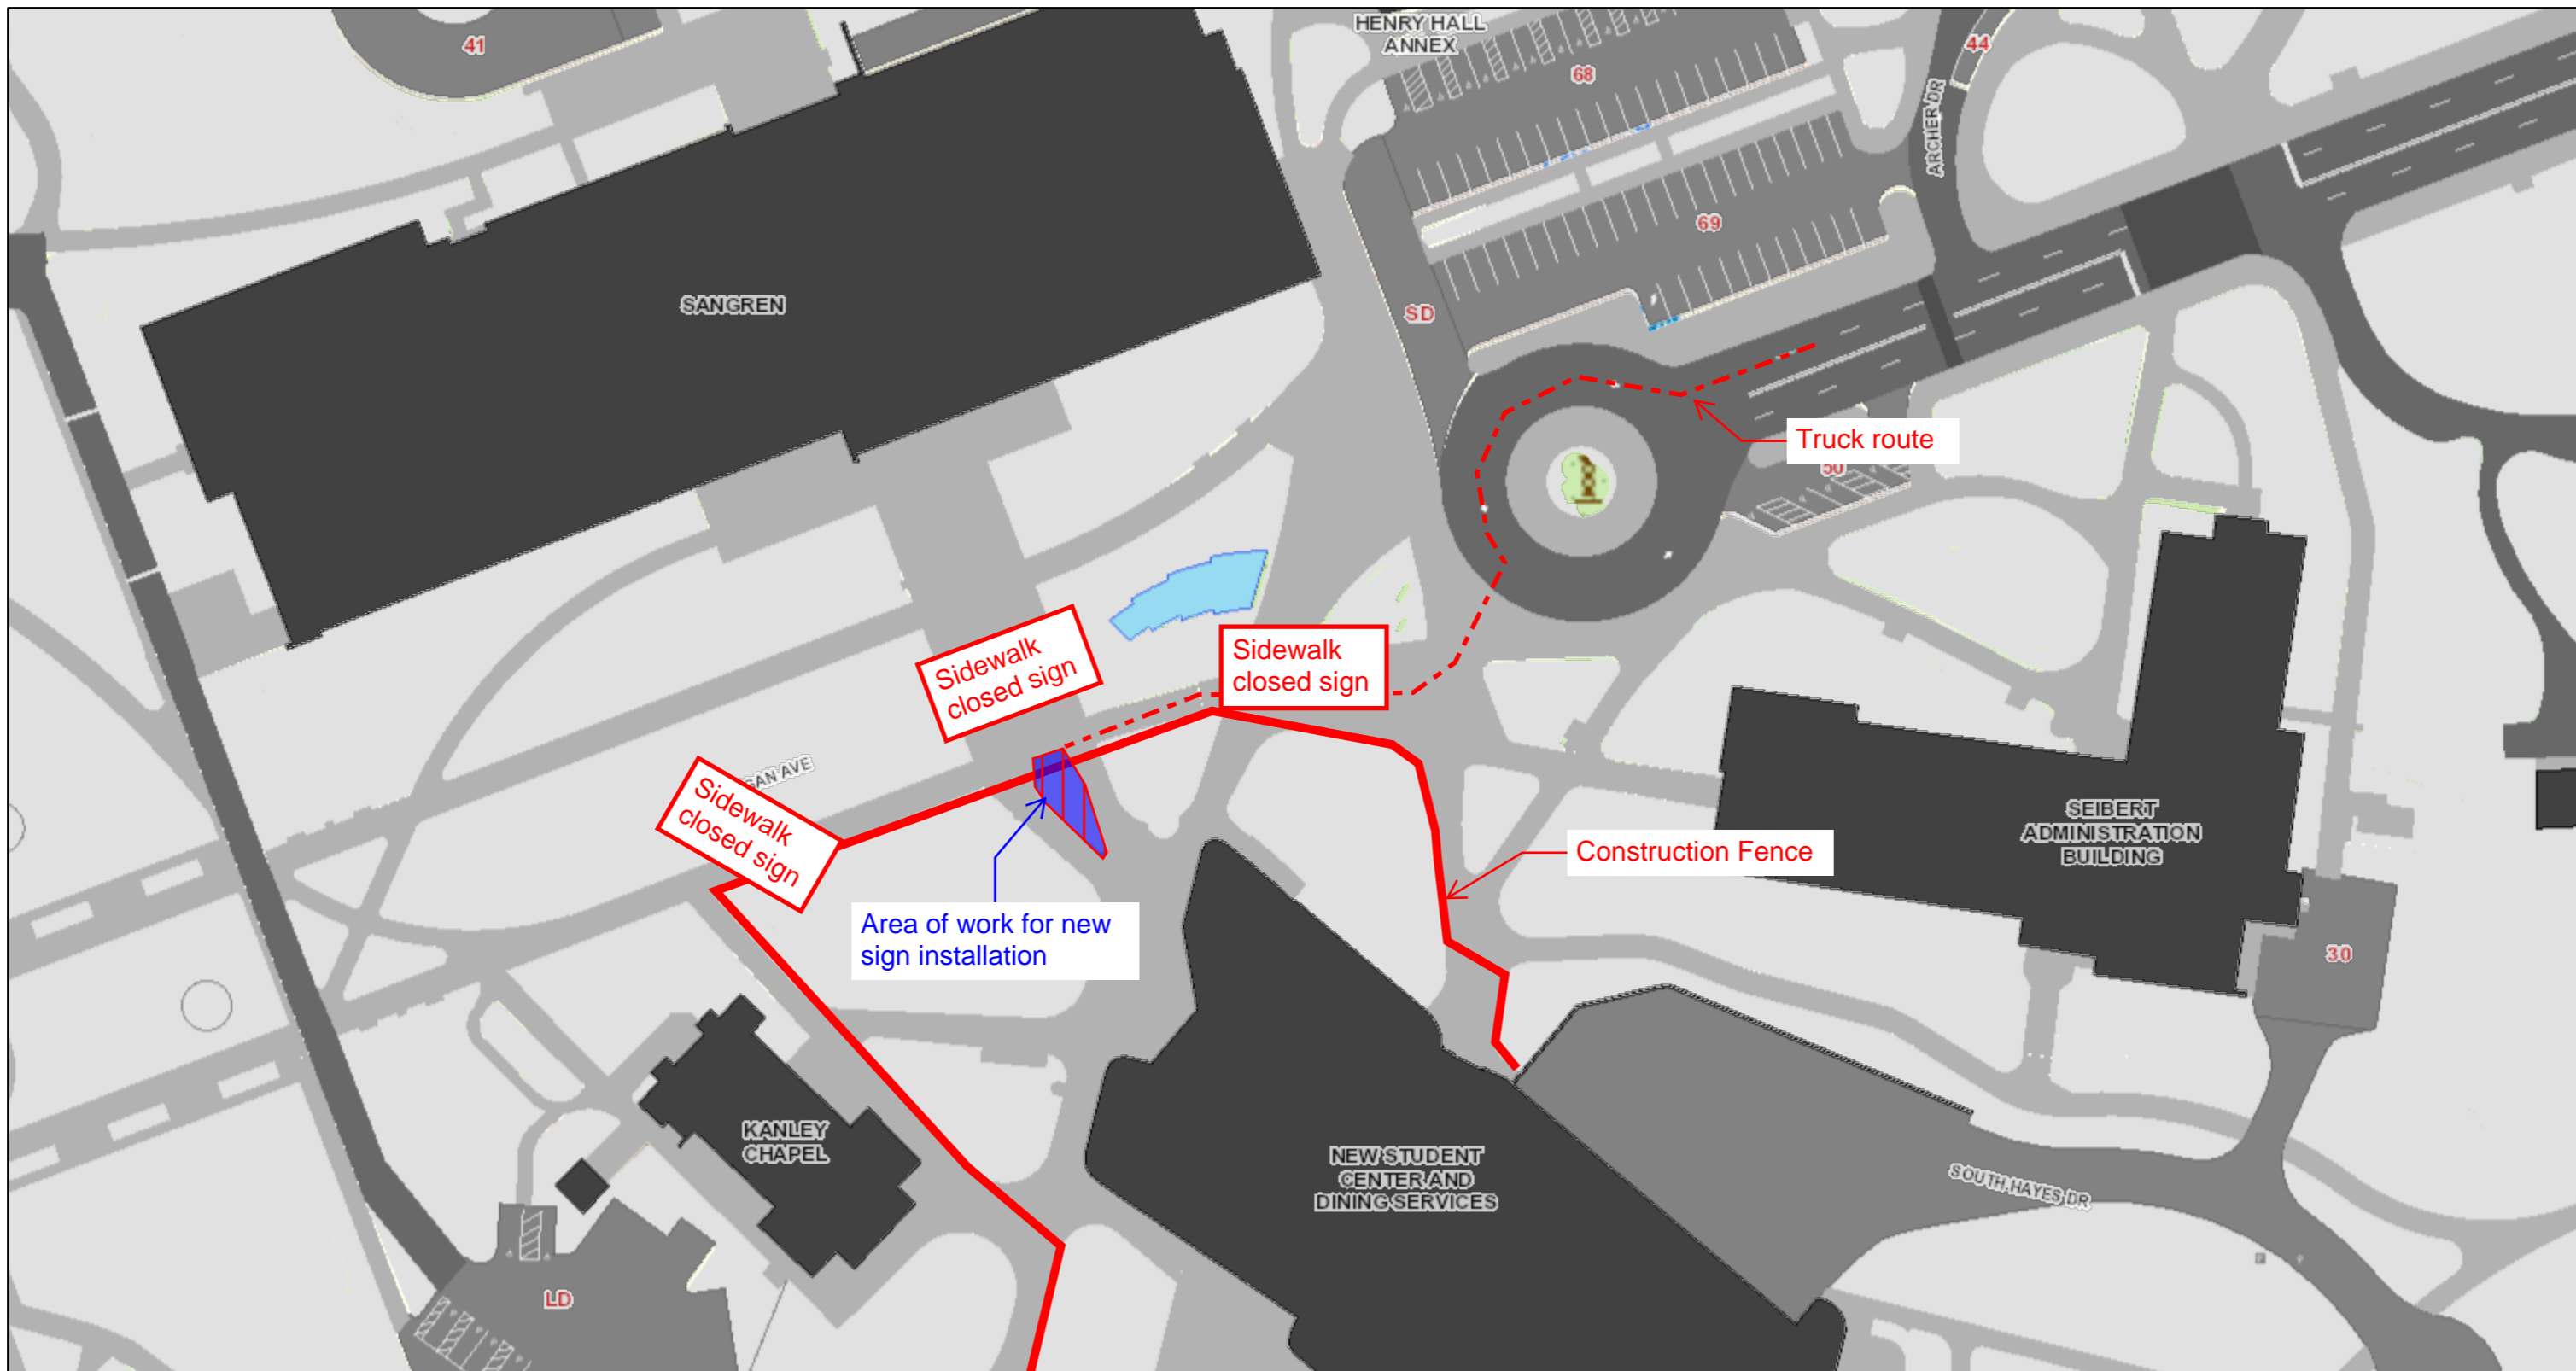 HENRY HALL
ANNEX
41
68
44
ARCHER DR
69
SANGREN
SD
Truck route
50
Sidewalk
closed sign
Sidewalk
closed sign
GAN AVE
Sidewalk
closed sign
SEIBERT
ADMINISTRATION
BUILDING
Construction Fence
Area of work for new
sign installation
30
KANLEY
CHAPEL
NEW STUDENT
CENTER AND
DINING SERVICES
SOUTH HAYES DR
LD